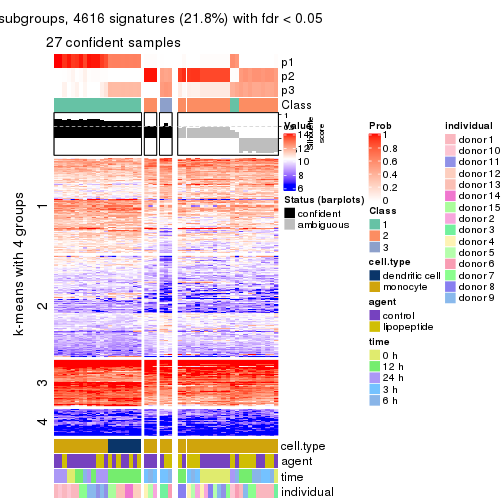 subgroups, 4616 signatures (21.8%) with fdr < 0.05
27 confident samples
p1
p2
p3
Class
1
Silhouette
score
k-means with 4 groups
1
2
3
4
cell.type
agent
time
individual
Value
14
12
10
8
6
Status (barplots)
confident
ambiguous
Prob
1
0.8
0.6
0.4
0.2
0
Class
1
2
3
cell.type
dendritic cell
monocyte
agent
control
lipopeptide
time
0 h
12 h
24 h
3 h
6 h
individual
donor 1
donor 10
donor 11
donor 12
donor 13
donor 14
donor 15
donor 2
donor 3
donor 4
donor 5
donor 6
donor 7
donor 8
donor 9